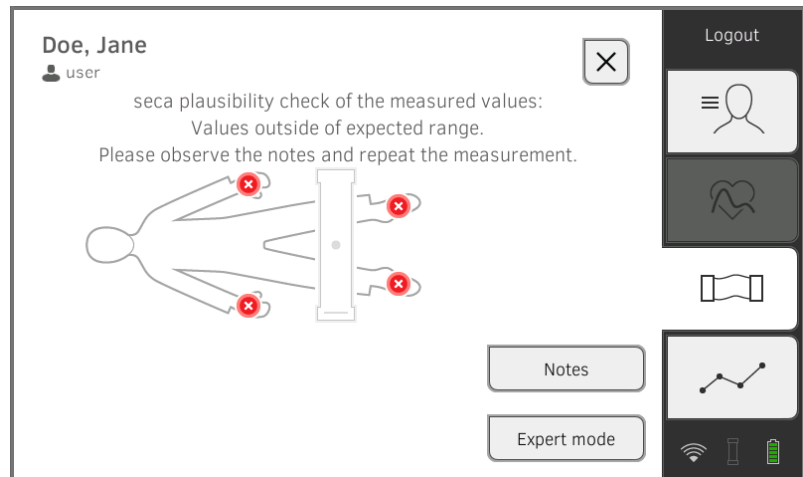 Doe, Jane
user
seca plausibility check of the measured values:
Values outside of expected range.
Please observe the notes and repeat the measurement.
Notes
Expert mode
Logout